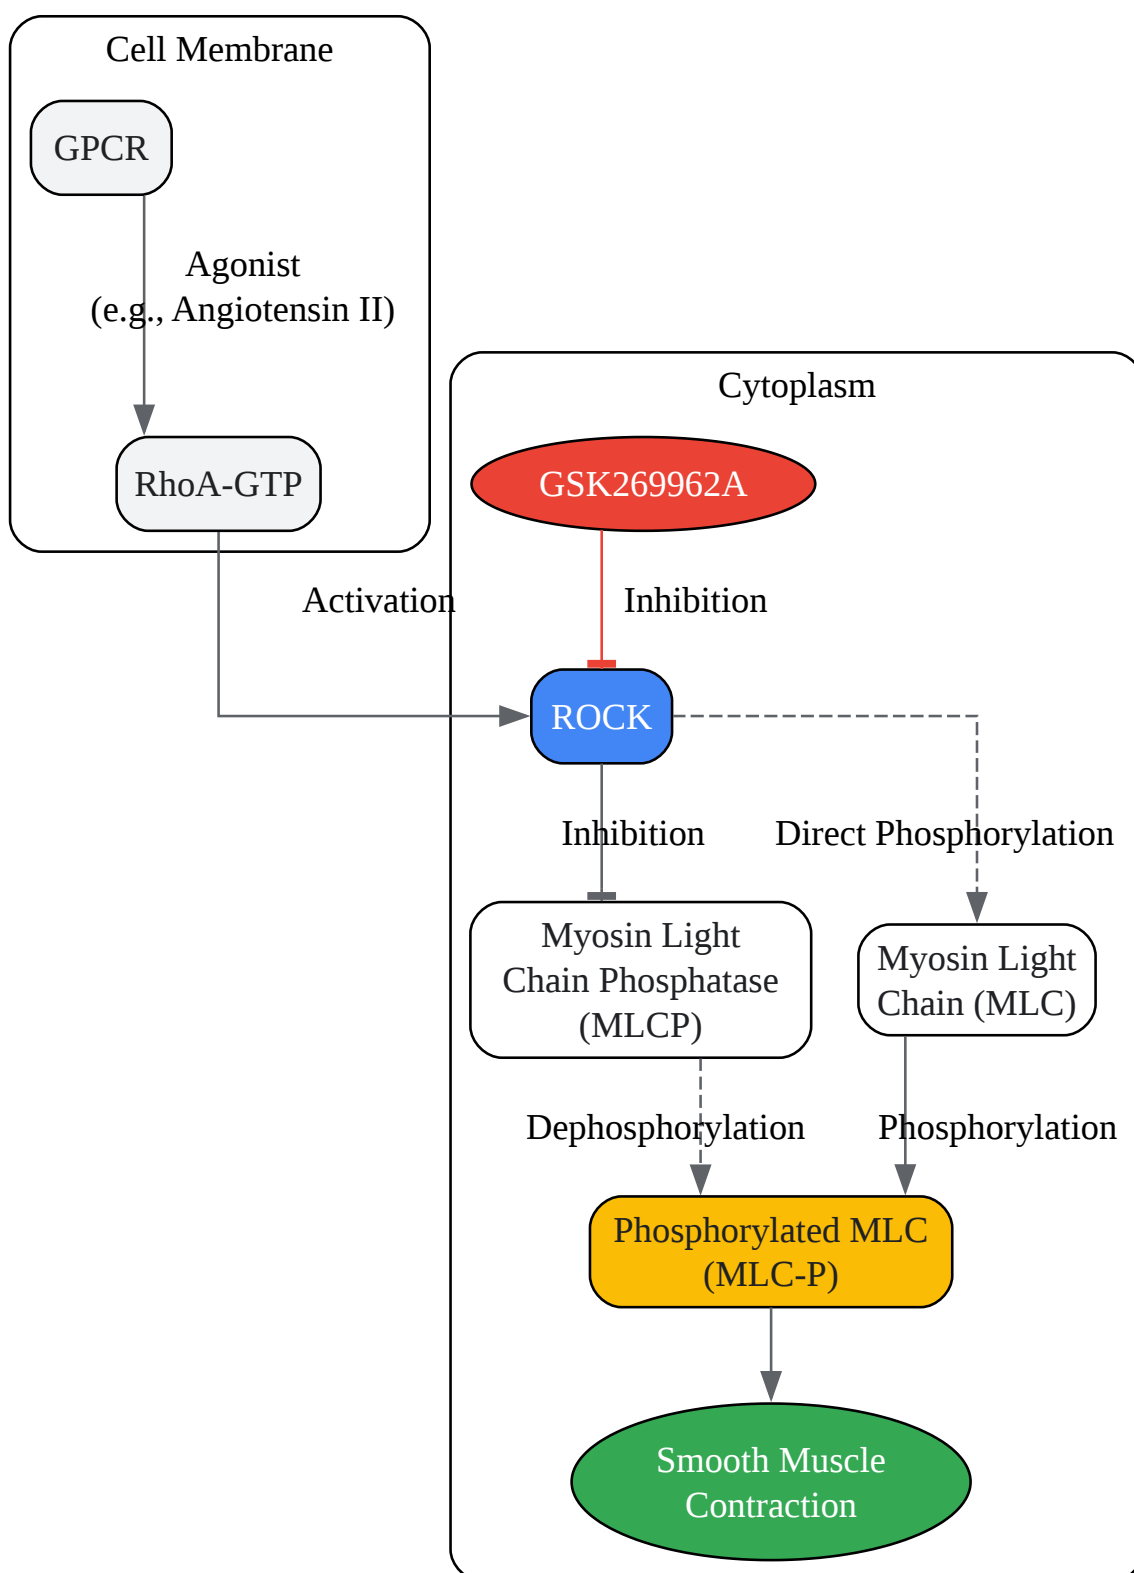 Cell Membrane
GPCR
Agonist
(e.g., Angiotensin II)
RhoA-GTP
Cytoplasm
GSK269962A
Activation
Inhibition
ROCK
Inhibition
Direct Phosphorylation
Myosin Light
Chain Phosphatase
(MLCP)
Myosin Light
Chain (MLC)
Dephosphorylation
Phosphorylation
Phosphorylated MLC
(MLC-P)
Smooth Muscle
Contraction